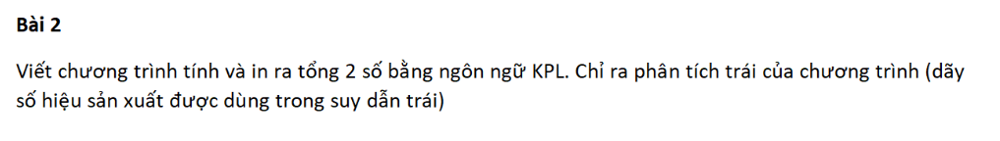 Bài 2
Viết chương trình tính và in ra tổng 2 số bằng ngôn ngữ KPL. Chỉ ra phân tích trái của chương trình (dãy
số hiệu sản xuất được dùng trong suy dẫn trái)